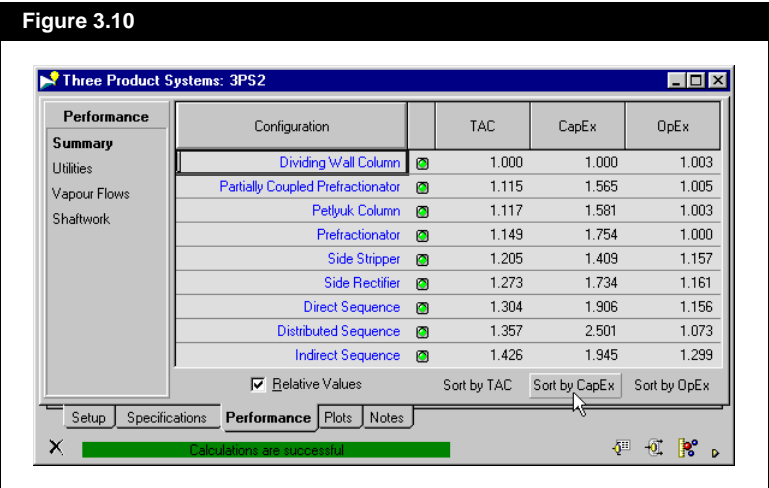 Figure 3.10
Three Product Systems: 3PS2
Performance
Summary
Utilities
Vapour Flows
Shaftwork
Configuration TAC CapEx OpEx
Dividing Wall Column 1.000 1.000 1.003
Partially Coupled Prefractionator 1.115 1.565 1.005
Petlyuk Column 1.117 1.581 1.003
Prefractionator 1.149 1.754 1.000
Side Stripper 1.205 1.409 1.157
Side Rectifier 1.273 1.734 1.161
Direct Sequence 1.304 1.906 1.156
Distributed Sequence 1.357 2.501 1.073
Indirect Sequence 1.426 1.945 1.299
Relative Values Sort by TAC Sort by CapEx Sort by OpEx
Setup Specifications Performance Plots Notes
Calculations are successful